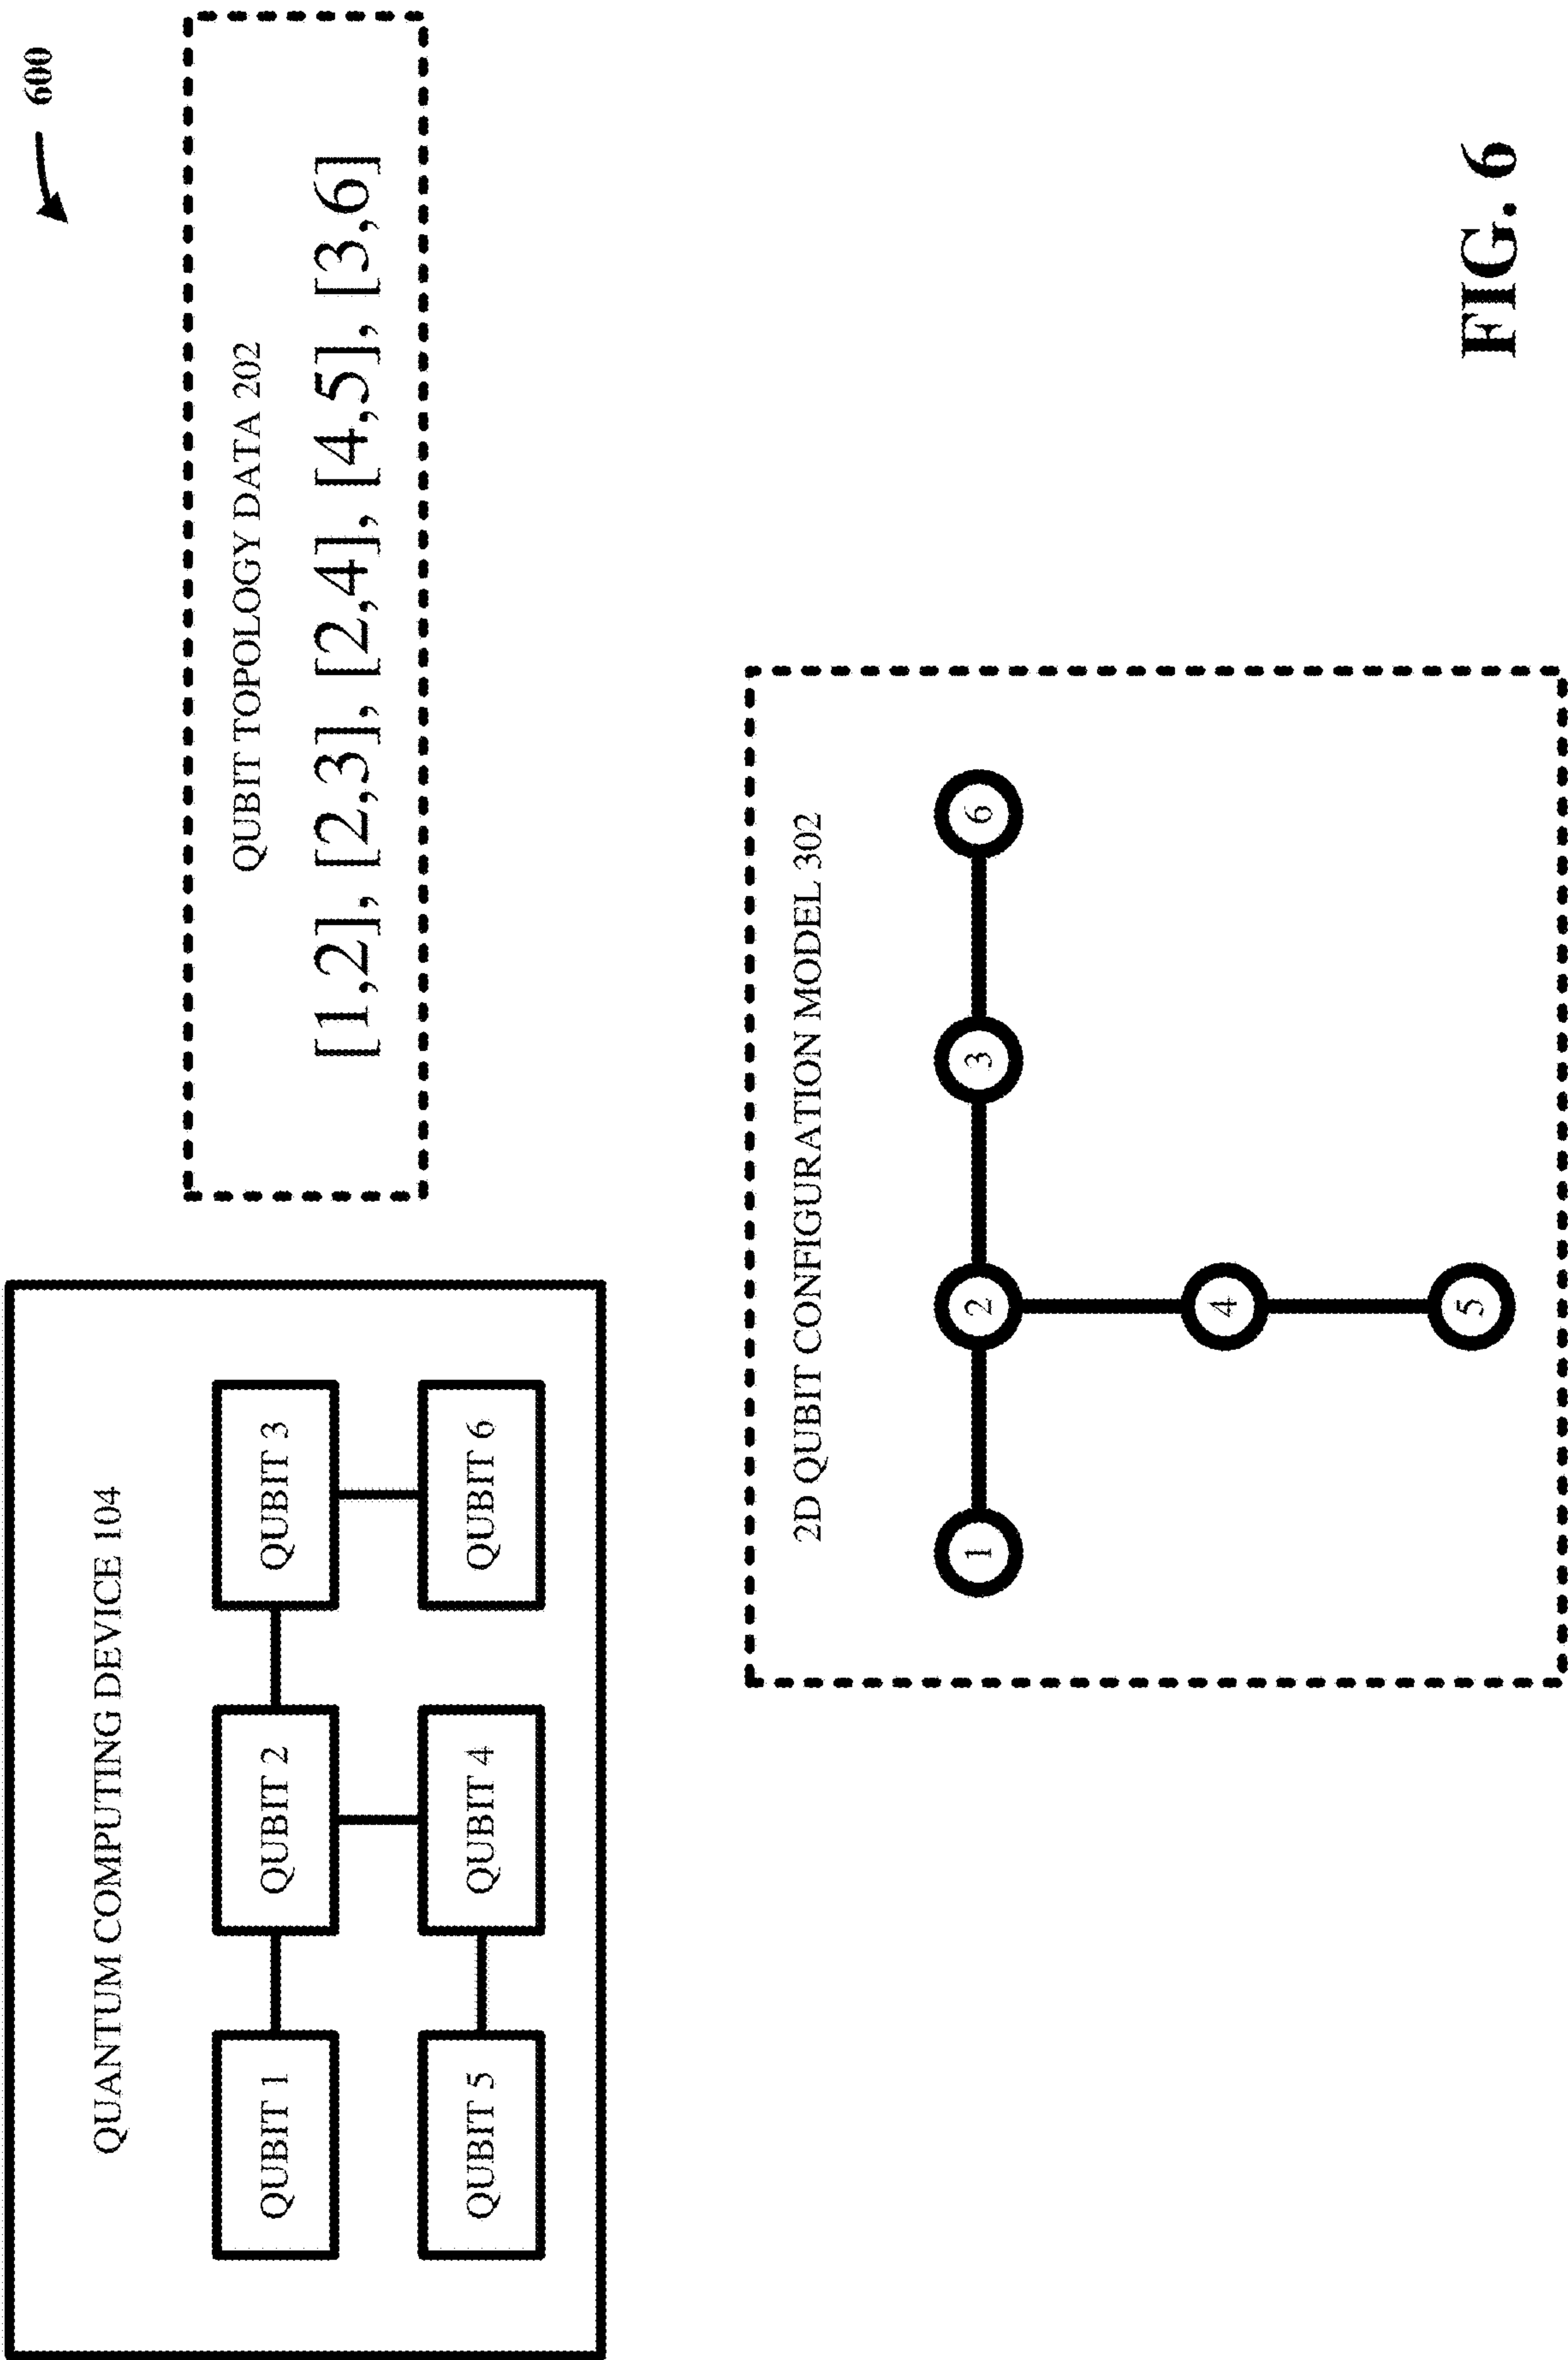 600
QUANTUM COMPUTING DEVICE 104
QUBIT 1
QUBIT 2
QUBIT 3
QUBIT 5
QUBIT 4
QUBIT 6
QUBIT TOPOLOGY DATA 202
[1,2], [2,3], [2,4], [4,5], [3,6]
2D QUBIT CONFIGURATION MODEL 302
1
2
3
6
4
5
FIG. 6